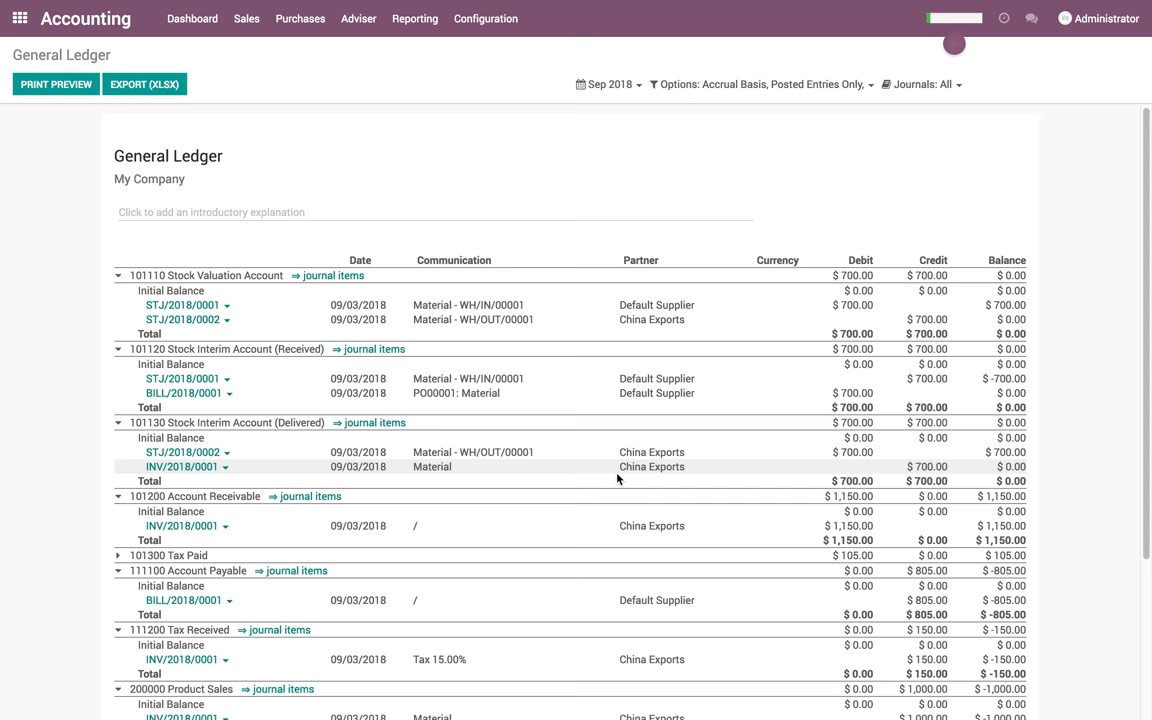 Accounting Dashboard Sales Purchases Adviser Reporting Configuration Administrator
General Ledger
PRINT PREVIEW EXPORT (XLSX) Sep 2018 Options: Accrual Basis, Posted Entries Only, Journals: All
General Ledger
My Company
Click to add an introductory explanation
Date Communication Partner Currency Debit Credit Balance
101110 Stock Valuation Account ⇒ journal items $ 700.00 $ 700.00 $ 0.00
Initial Balance $ 0.00 $ 0.00 $ 0.00
STJ/2018/0001 09/03/2018 Material - WH/IN/00001 Default Supplier $ 700.00 $ 700.00
STJ/2018/0002 09/03/2018 Material - WH/OUT/00001 China Exports $ 700.00 $ 0.00
Total $ 700.00 $ 700.00 $ 0.00
101120 Stock Interim Account (Received) ⇒ journal items $ 700.00 $ 700.00 $ 0.00
Initial Balance $ 0.00 $ 0.00 $ 0.00
STJ/2018/0001 09/03/2018 Material - WH/IN/00001 Default Supplier $ 700.00 $ -700.00
BILL/2018/0001 09/03/2018 PO00001: Material Default Supplier $ 700.00 $ 0.00
Total $ 700.00 $ 700.00 $ 0.00
101130 Stock Interim Account (Delivered) ⇒ journal items $ 700.00 $ 700.00 $ 0.00
Initial Balance $ 0.00 $ 0.00 $ 0.00
STJ/2018/0002 09/03/2018 Material - WH/OUT/00001 China Exports $ 700.00 $ 700.00
INV/2018/0001 09/03/2018 Material China Exports $ 700.00 $ 0.00
Total $ 700.00 $ 700.00 $ 0.00
101200 Account Receivable ⇒ journal items $ 1,150.00 $ 0.00 $ 1,150.00
Initial Balance $ 0.00 $ 0.00 $ 0.00
INV/2018/0001 09/03/2018 / China Exports $ 1,150.00 $ 1,150.00
Total $ 1,150.00 $ 0.00 $ 1,150.00
101300 Tax Paid $ 105.00 $ 0.00 $ 105.00
111100 Account Payable ⇒ journal items $ 0.00 $ 805.00 $ -805.00
Initial Balance $ 0.00 $ 0.00 $ 0.00
BILL/2018/0001 09/03/2018 / Default Supplier $ 805.00 $ -805.00
Total $ 0.00 $ 805.00 $ -805.00
111200 Tax Received ⇒ journal items $ 0.00 $ 150.00 $ -150.00
Initial Balance $ 0.00 $ 0.00 $ 0.00
INV/2018/0001 09/03/2018 Tax 15.00% China Exports $ 150.00 $ -150.00
Total $ 0.00 $ 150.00 $ -150.00
200000 Product Sales ⇒ journal items $ 0.00 $ 1,000.00 $ -1,000.00
Initial Balance $ 0.00 $ 0.00 $ 0.00
INV/2018/0001 09/03/2018 Material China Exports $ 1,000.00 $ -1,000.00